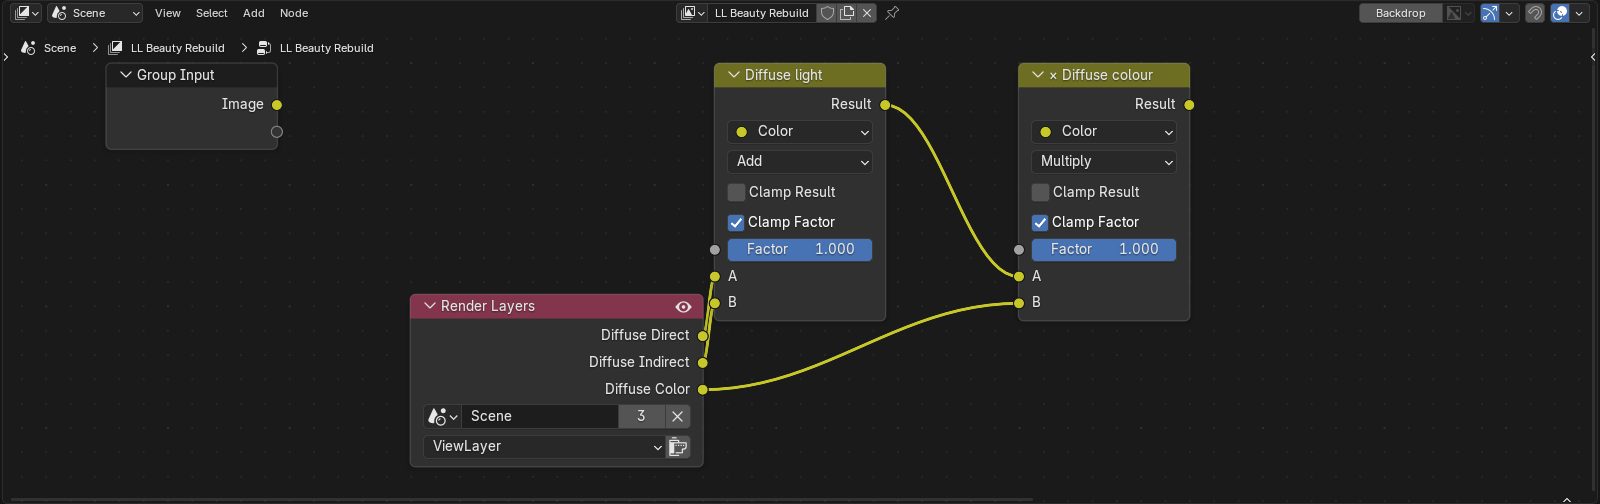 Scene View Select Add Node LL Beauty Rebuild Backdrop
Scene LL Beauty Rebuild LL Beauty Rebuild
Group Input
Image
Diffuse light
Result
Color
Add
Clamp Result
Clamp Factor
Factor 1.000
A
B
× Diffuse colour
Result
Color
Multiply
Clamp Result
Clamp Factor
Factor 1.000
A
B
Render Layers
Diffuse Direct
Diffuse Indirect
Diffuse Color
Scene 3
ViewLayer